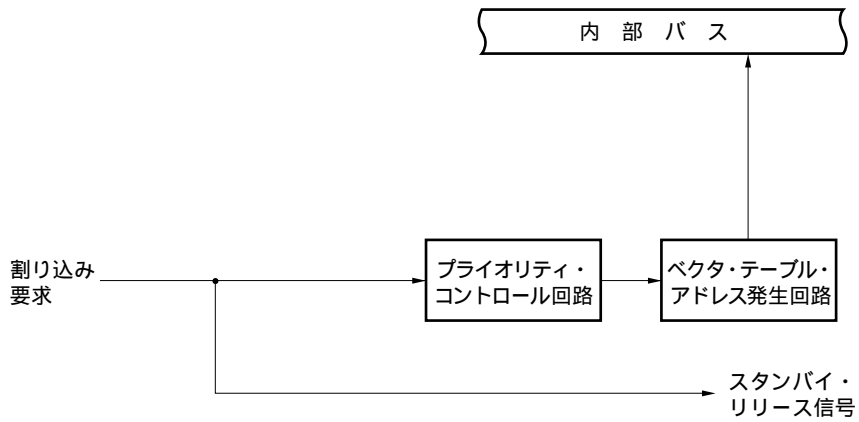 内 部 バ ス
割り込み
要求
プライオリティ・
コントロール回路
ベクタ・テーブル・
アドレス発生回路
スタンバイ・
リリース信号